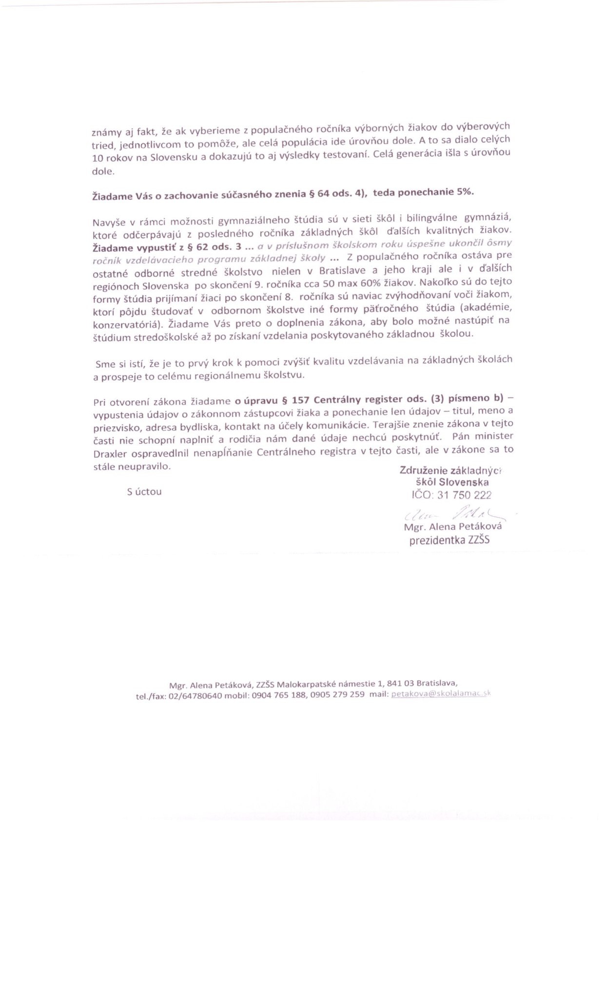 známy aj fakt, že ak vyberieme z populačného ročníka výborných žiakov do výberových
tried, jednotlivcom to pomôže, ale celá populácia ide úrovňou dole. A to sa dialo celých
10 rokov na Slovensku a dokazujú to aj výsledky testovaní. Celá generácia išla s úrovňou
dole.
Žiadame Vás o zachovanie súčasného znenia § 64 ods. 4), teda ponechanie 5%.
Navyše v rámci možnosti gymnaziálneho štúdia sú v sieti škôl i bilingválne gymnáziá,
ktoré odčerpávajú z posledného ročníka základných škôl ďalších kvalitných žiakov.
Žiadame vypustiť z § 62 ods. 3 ... a v príslušnom školskom roku úspešne ukončil ôsmy
ročník vzdelávacieho programu základnej školy ... Z populačného ročníka ostáva pre
ostatné odborné stredné školstvo nielen v Bratislave a jeho kraji ale i v ďalších
regiónoch Slovenska po skončení 9. ročníka cca 50 max 60% žiakov. Nakoľko sú do tejto
formy štúdia prijímaní žiaci po skončení 8. ročníka sú naviac zvýhodňovaní voči žiakom,
ktorí pôjdu študovať v odbornom školstve iné formy päťročného štúdia (akadémie,
konzervatóriá). Žiadame Vás preto o doplnenia zákona, aby bolo možné nastúpiť na
štúdium stredoškolské až po získaní vzdelania poskytovaného základnou školou.
Sme si istí, že je to prvý krok k pomoci zvýšiť kvalitu vzdelávania na základných školách
a prospeje to celému regionálnemu školstvu.
Pri otvorení zákona žiadame o úpravu § 157 Centrálny register ods. (3) písmeno b) –
vypustenia údajov o zákonnom zástupcovi žiaka a ponechanie len údajov – titul, meno a
priezvisko, adresa bydliska, kontakt na účely komunikácie. Terajšie znenie zákona v tejto
časti nie schopní naplniť a rodičia nám dané údaje nechcú poskytnúť. Pán minister
Draxler ospravedlnil nenapĺňanie Centrálneho registra v tejto časti, ale v zákone sa to
stále neupravilo.
Združenie základných
škôl Slovenska
IČO: 31 750 222
S úctou
Mgr. Alena Petáková
prezidentka ZZŠS
Mgr. Alena Petáková, ZZŠS Malokarpatské námestie 1, 841 03 Bratislava,
tel./fax: 02/64780640 mobil: 0904 765 188, 0905 279 259 mail: petakova@skolalamac.sk